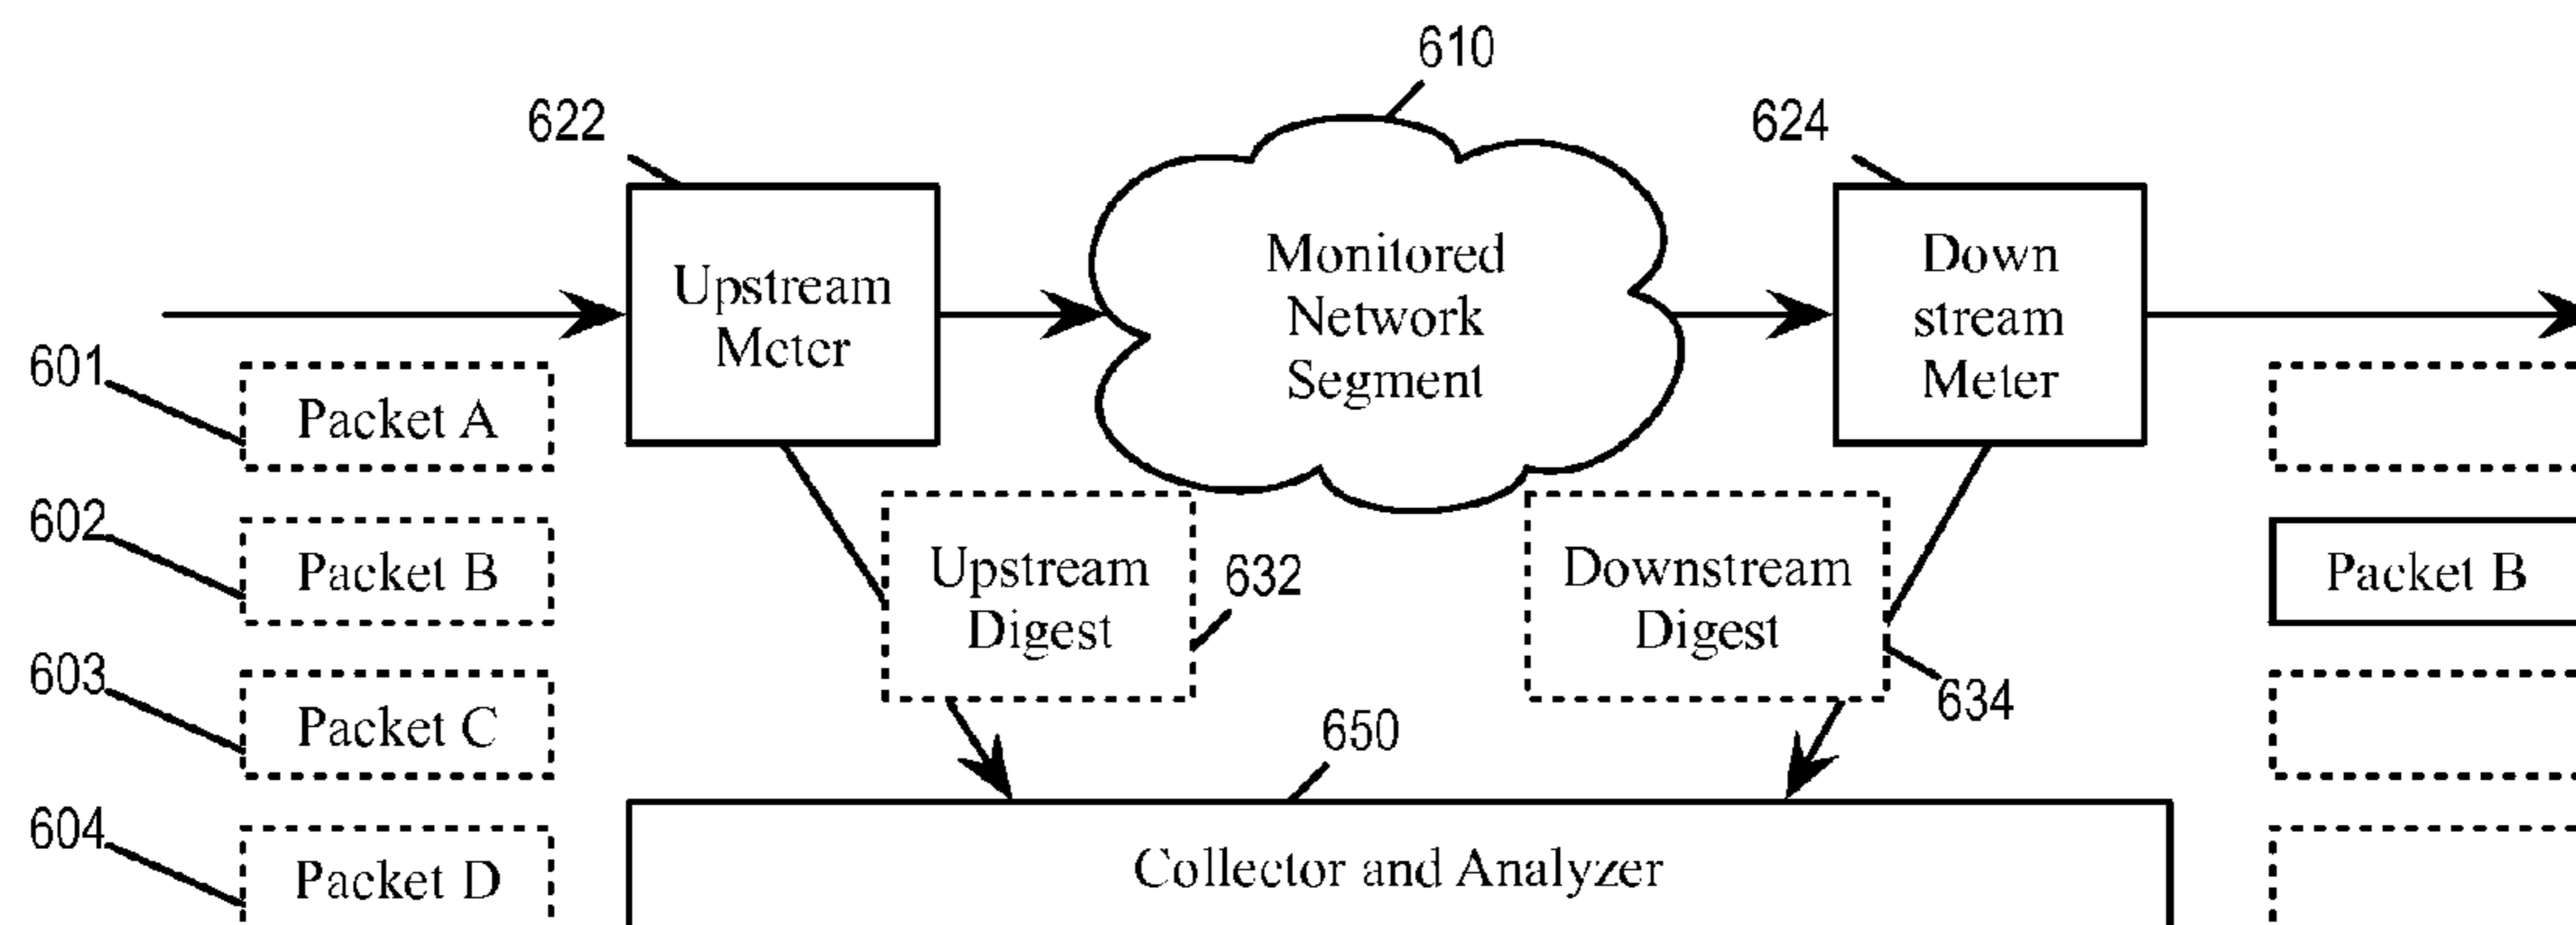 610
622
624
Upstream
Meter
Monitored
Network
Segment
Down
stream
Meter
601
Packet A
602
Packet B
Upstream
Digest
632
Downstream
Digest
634
Packet B
603
Packet C
650
604
Packet D
Collector and Analyzer